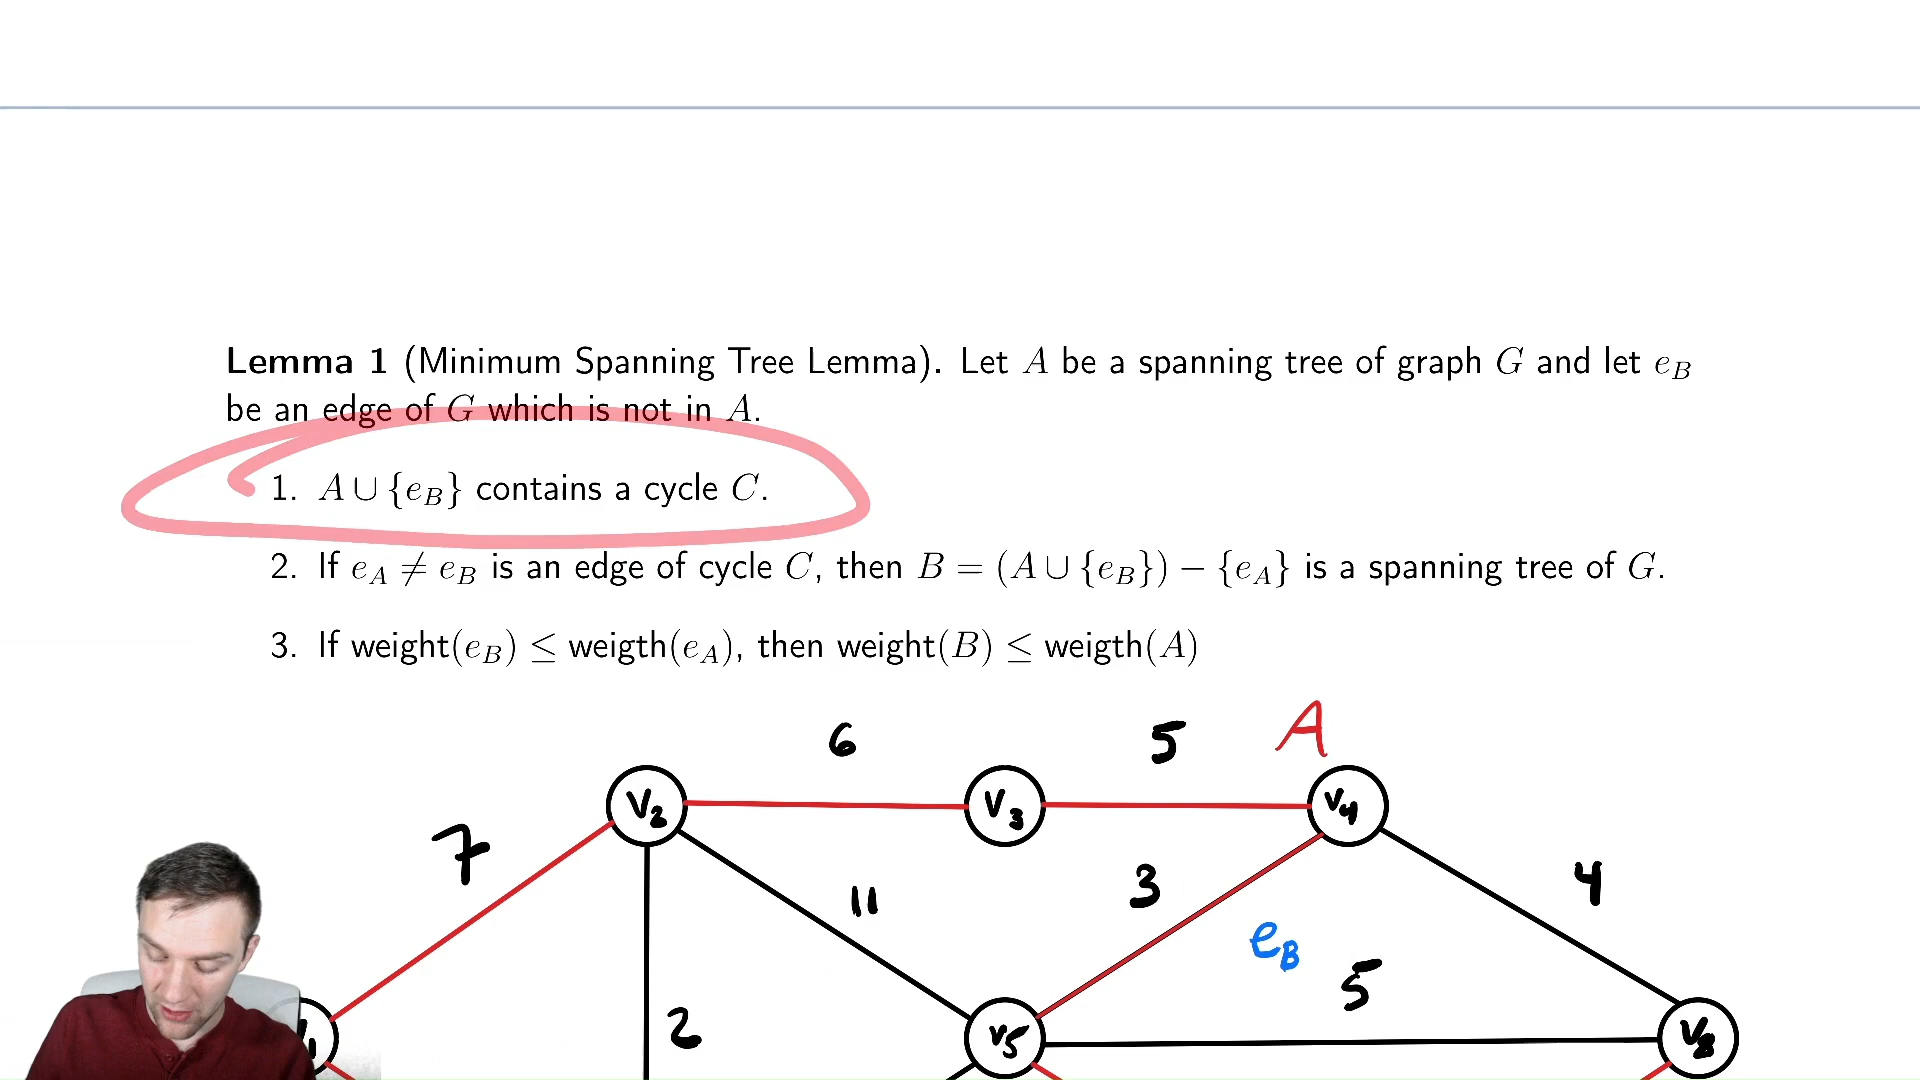 Lemma 1 (Minimum Spanning Tree Lemma). Let A be a spanning tree of graph G and let e_B
be an edge of G which is not in A.
1. A ∪ {e_B} contains a cycle C.
2. If e_A ≠ e_B is an edge of cycle C, then B = (A ∪ {e_B}) − {e_A} is a spanning tree of G.
3. If weight(e_B) ≤ weigth(e_A), then weight(B) ≤ weigth(A)
A
6 5
v2 v3 v4
7 11 3 4
e_B
5
2 v5 v8